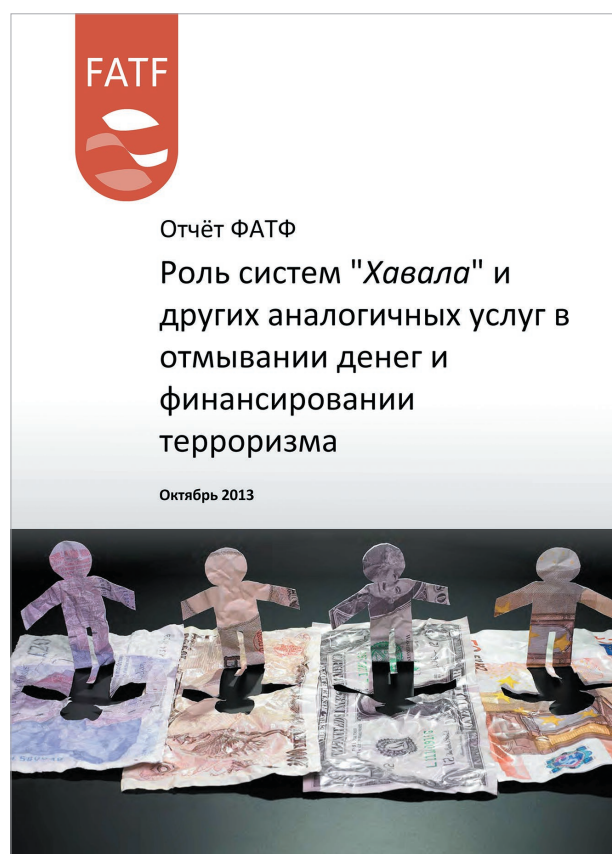 FATF
Отчёт ФАТФ
Роль систем "Хавала" и
других аналогичных услуг в
отмывании денег и
финансировании
терроризма
Октябрь 2013